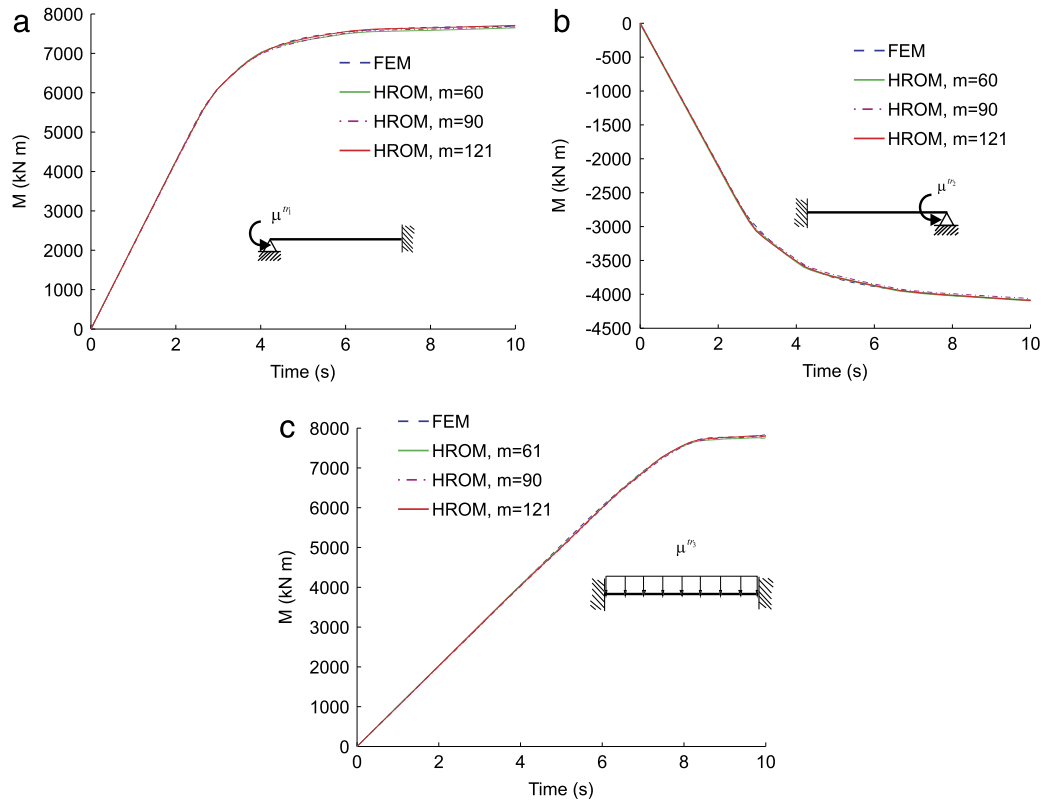 a
8000
7000
6000
5000
4000
3000
2000
1000
0
M (kN m)
0 2 4 6 8 10
Time (s)
FEM
HROM, m=60
HROM, m=90
HROM, m=121
μ^tr₁
b
0
-500
-1000
-1500
-2000
-2500
-3000
-3500
-4000
-4500
M (kN m)
0 2 4 6 8 10
Time (s)
FEM
HROM, m=60
HROM, m=90
HROM, m=121
μ^tr₂
c
8000
7000
6000
5000
4000
3000
2000
1000
0
M (kN m)
0 2 4 6 8 10
Time (s)
FEM
HROM, m=61
HROM, m=90
HROM, m=121
μ^tr₃